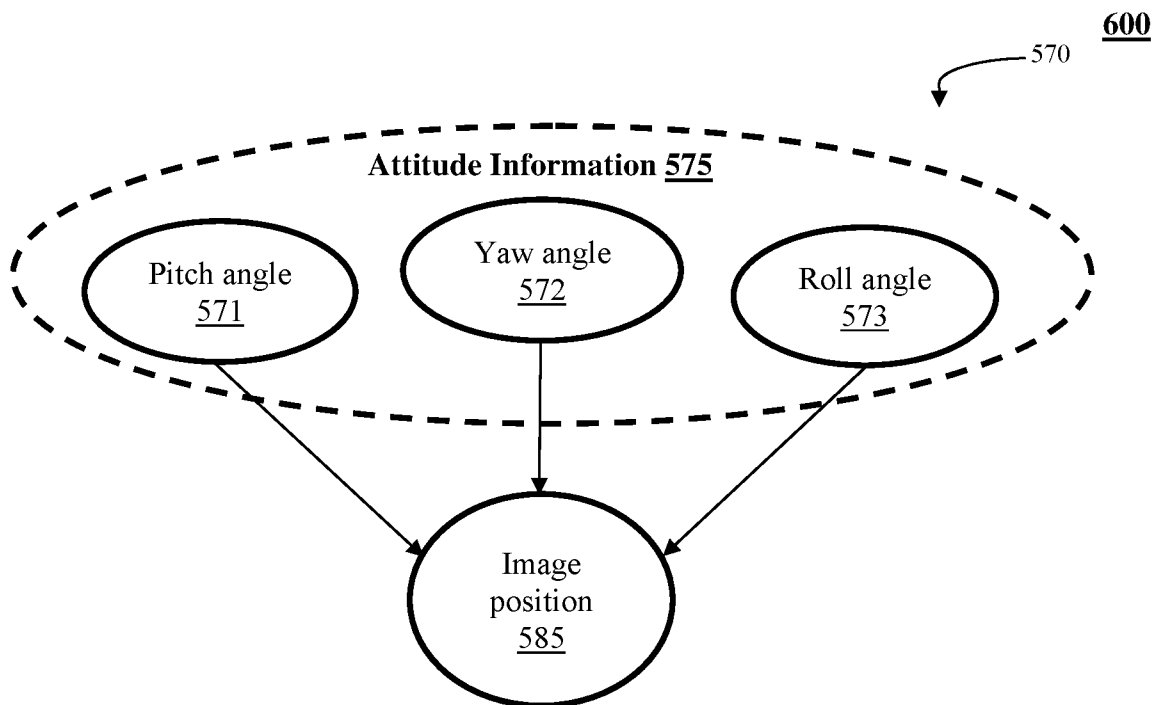 600
570
Attitude Information 575
Pitch angle
571
Yaw angle
572
Roll angle
573
Image
position
585